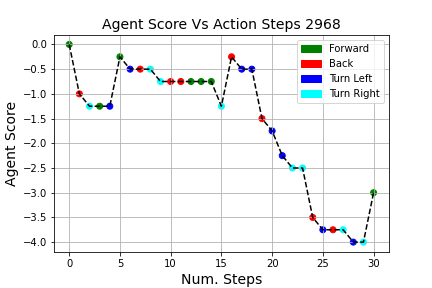 Agent Score Vs Action Steps 2968
0.0
−0.5
−1.0
−1.5
−2.0
−2.5
−3.0
−3.5
−4.0
Agent Score
Forward
Back
Turn Left
Turn Right
0 5 10 15 20 25 30
Num. Steps